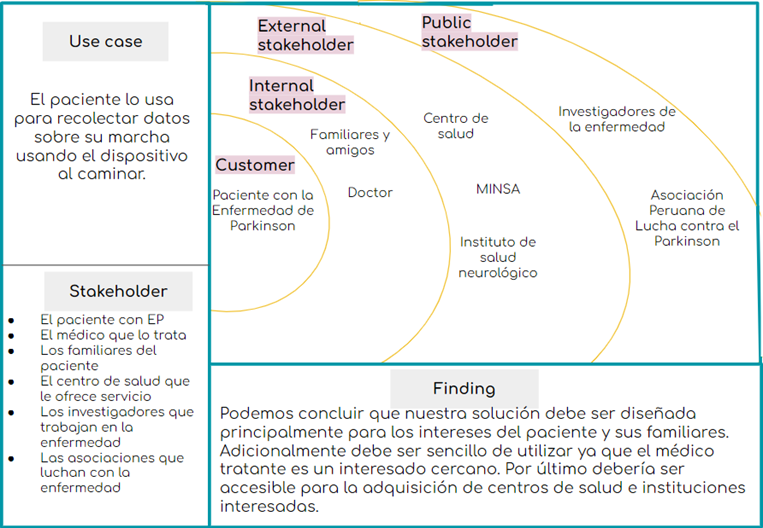 Use case
El paciente lo usa
para recolectar datos
sobre su marcha
usando el dispositivo
al caminar.
Stakeholder
El paciente con EP
El médico que lo trata
Los familiares del
paciente
El centro de salud que
le ofrece servicio
Los investigadores que
trabajan en la
enfermedad
Las asociaciones que
luchan con la
enfermedad
External
stakeholder
Public
stakeholder
Internal
stakeholder
Customer
Paciente con la
Enfermedad de
Parkinson
Familiares y
amigos
Doctor
Centro de
salud
MINSA
Instituto de
salud
neurológico
Investigadores de
la enfermedad
Asociación
Peruana de
Lucha contra el
Parkinson
Finding
Podemos concluir que nuestra solución debe ser diseñada
principalmente para los intereses del paciente y sus familiares.
Adicionalmente debe ser sencillo de utilizar ya que el médico
tratante es un interesado cercano. Por último debería ser
accesible para la adquisición de centros de salud e instituciones
interesadas.